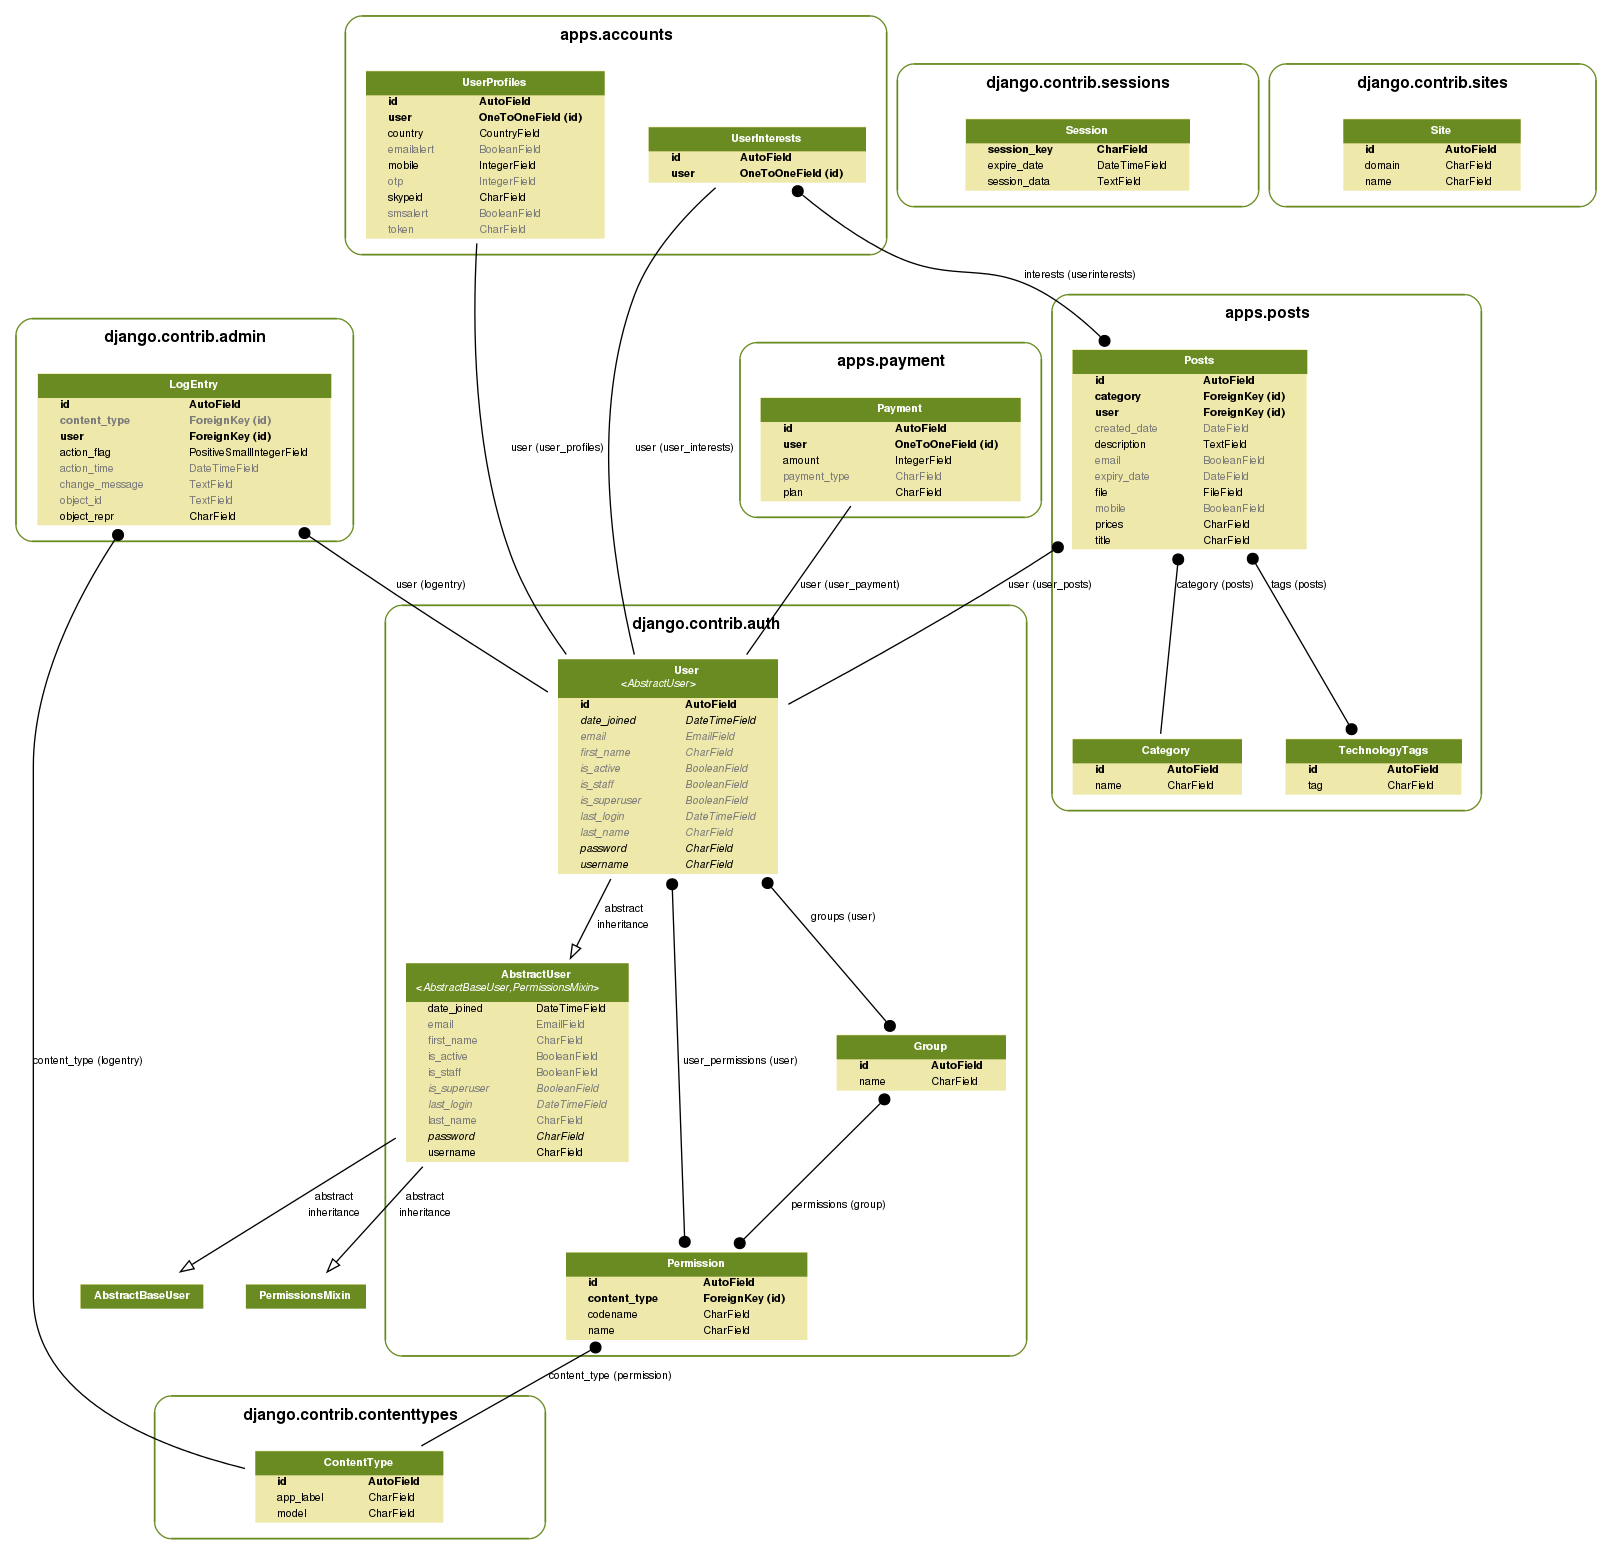 apps.accounts
UserProfiles
id AutoField
user OneToOneField (id)
country CountryField
emailalert BooleanField
mobile IntegerField
otp IntegerField
skypeid CharField
smsalert BooleanField
token CharField
UserInterests
id AutoField
user OneToOneField (id)
django.contrib.sessions
Session
session_key CharField
expire_date DateTimeField
session_data TextField
django.contrib.sites
Site
id AutoField
domain CharField
name CharField
interests (userinterests)
django.contrib.admin
LogEntry
id AutoField
content_type ForeignKey (id)
user ForeignKey (id)
action_flag PositiveSmallIntegerField
action_time DateTimeField
change_message TextField
object_id TextField
object_repr CharField
user (user_profiles)
user (user_interests)
apps.payment
Payment
id AutoField
user OneToOneField (id)
amount IntegerField
payment_type CharField
plan CharField
apps.posts
Posts
id AutoField
category ForeignKey (id)
user ForeignKey (id)
created_date DateField
description TextField
email BooleanField
expiry_date DateField
file FileField
mobile BooleanField
prices CharField
title CharField
user (logentry)
user (user_payment)
user (user_posts)
category (posts)
tags (posts)
Category
id AutoField
name CharField
TechnologyTags
id AutoField
tag CharField
django.contrib.auth
User
<AbstractUser>
id AutoField
date_joined DateTimeField
email EmailField
first_name CharField
is_active BooleanField
is_staff BooleanField
is_superuser BooleanField
last_login DateTimeField
last_name CharField
password CharField
username CharField
abstract
inheritance
groups (user)
AbstractUser
<AbstractBaseUser,PermissionsMixin>
date_joined DateTimeField
email EmailField
first_name CharField
is_active BooleanField
is_staff BooleanField
is_superuser BooleanField
last_login DateTimeField
last_name CharField
password CharField
username CharField
content_type (logentry)
user_permissions (user)
Group
id AutoField
name CharField
abstract
inheritance
abstract
inheritance
permissions (group)
AbstractBaseUser
PermissionsMixin
Permission
id AutoField
content_type ForeignKey (id)
codename CharField
name CharField
content_type (permission)
django.contrib.contenttypes
ContentType
id AutoField
app_label CharField
model CharField